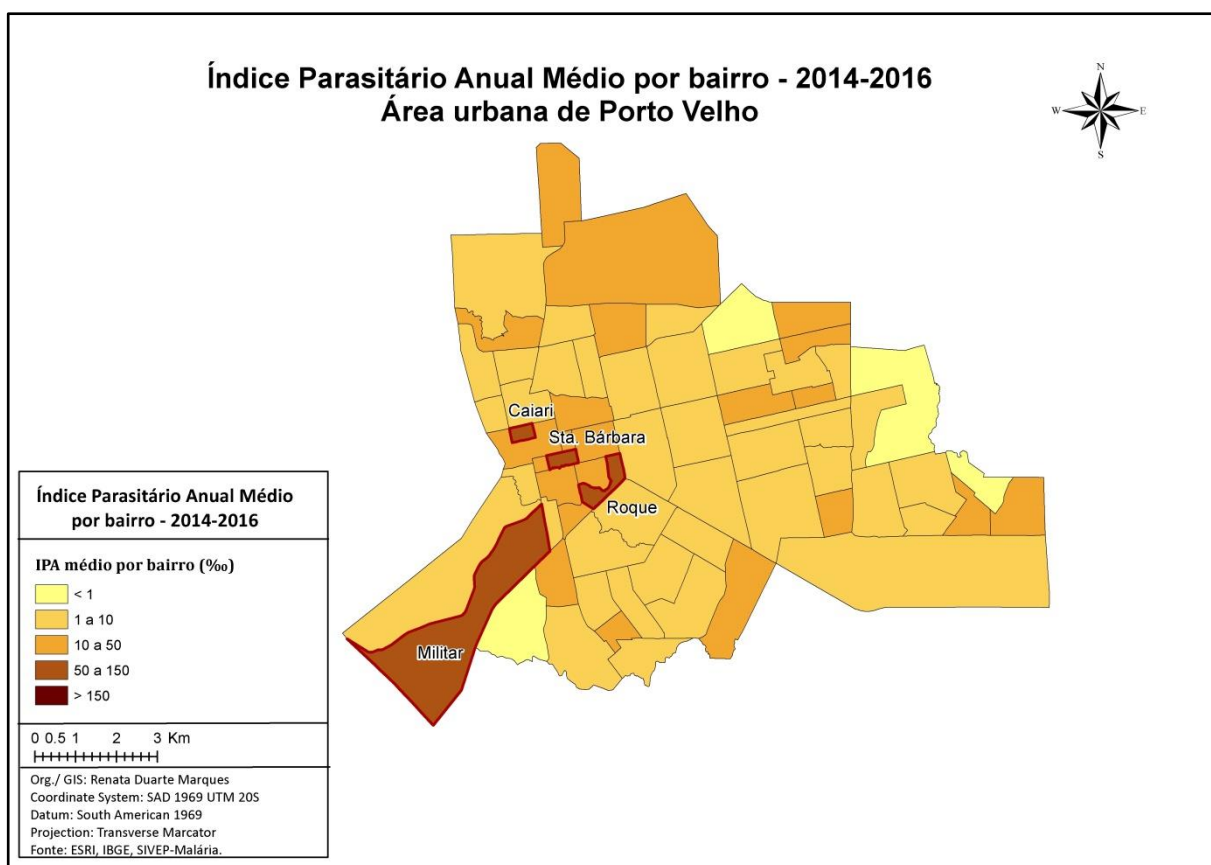 Índice Parasitário Anual Médio por bairro - 2014-2016
Área urbana de Porto Velho
N
W
E
S
Caiari
Sta. Bárbara
Roque
Militar
Índice Parasitário Anual Médio
por bairro - 2014-2016
IPA médio por bairro (‰)
< 1
1 a 10
10 a 50
50 a 150
> 150
0 0.5 1 2 3 Km
Org./ GIS: Renata Duarte Marques
Coordinate System: SAD 1969 UTM 20S
Datum: South American 1969
Projection: Transverse Marcator
Fonte: ESRI, IBGE, SIVEP-Malária.